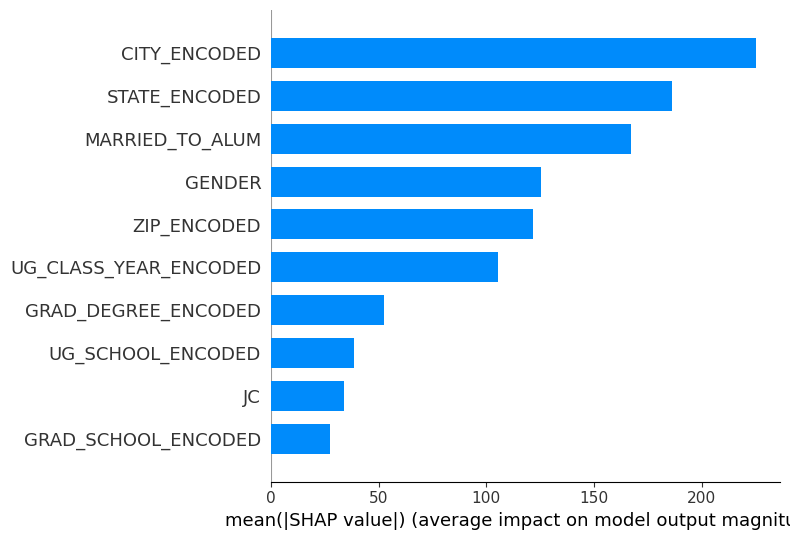 CITY_ENCODED
STATE_ENCODED
MARRIED_TO_ALUM
GENDER
ZIP_ENCODED
UG_CLASS_YEAR_ENCODED
GRAD_DEGREE_ENCODED
UG_SCHOOL_ENCODED
JC
GRAD_SCHOOL_ENCODED
0 50 100 150 200
mean(|SHAP value|) (average impact on model output magnitu